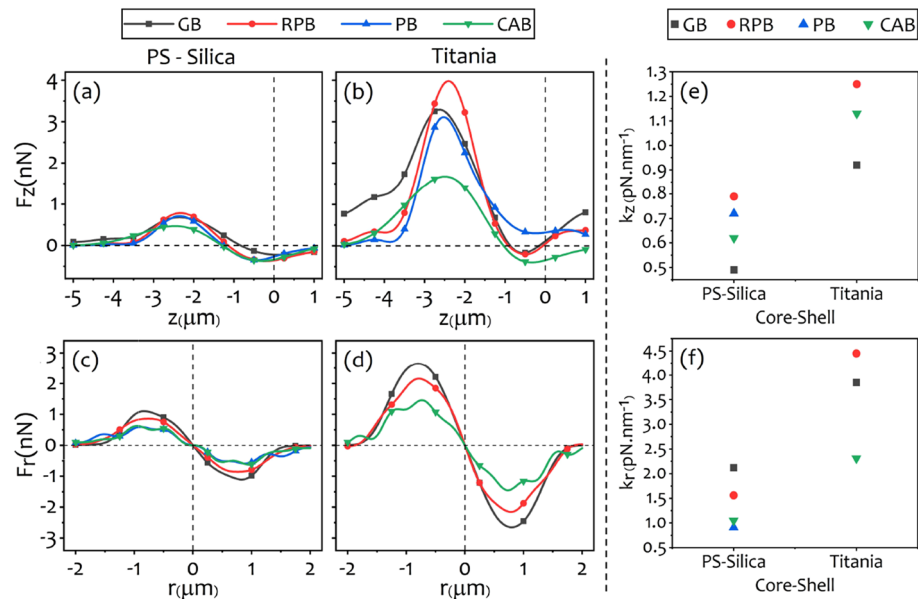 GB RPB PB CAB
GB RPB PB CAB
PS - Silica
Titania
(a)
(b)
(e)
Fz(nN)
4
3
2
1
0
-5 -4 -3 -2 -1 0 1
z(μm)
-5 -4 -3 -2 -1 0 1
z(μm)
kz(pN.nm-1)
1.3
1.2
1.1
1.0
0.9
0.8
0.7
0.6
0.5
PS-Silica Titania
Core-Shell
(c)
(d)
(f)
Fr(nN)
3
2
1
0
-1
-2
-3
-2 -1 0 1 2
r(μm)
-2 -1 0 1 2
r(μm)
kr(pN.nm-1)
4.5
4.0
3.5
3.0
2.5
2.0
1.5
1.0
0.5
PS-Silica Titania
Core-Shell